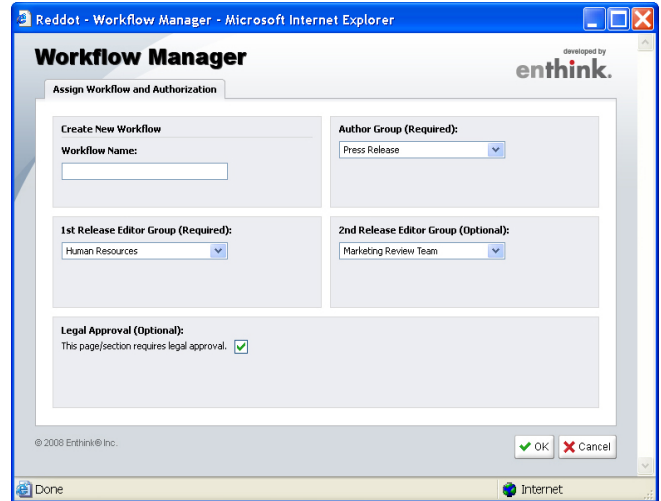 Reddot - Workflow Manager - Microsoft Internet Explorer
Workflow Manager
developed by
enthink.
Assign Workflow and Authorization
Create New Workflow
Workflow Name:
Author Group (Required):
Press Release
1st Release Editor Group (Required):
Human Resources
2nd Release Editor Group (Optional):
Marketing Review Team
Legal Approval (Optional):
This page/section requires legal approval.
© 2008 Enthink® Inc.
OK
Cancel
Done
Internet